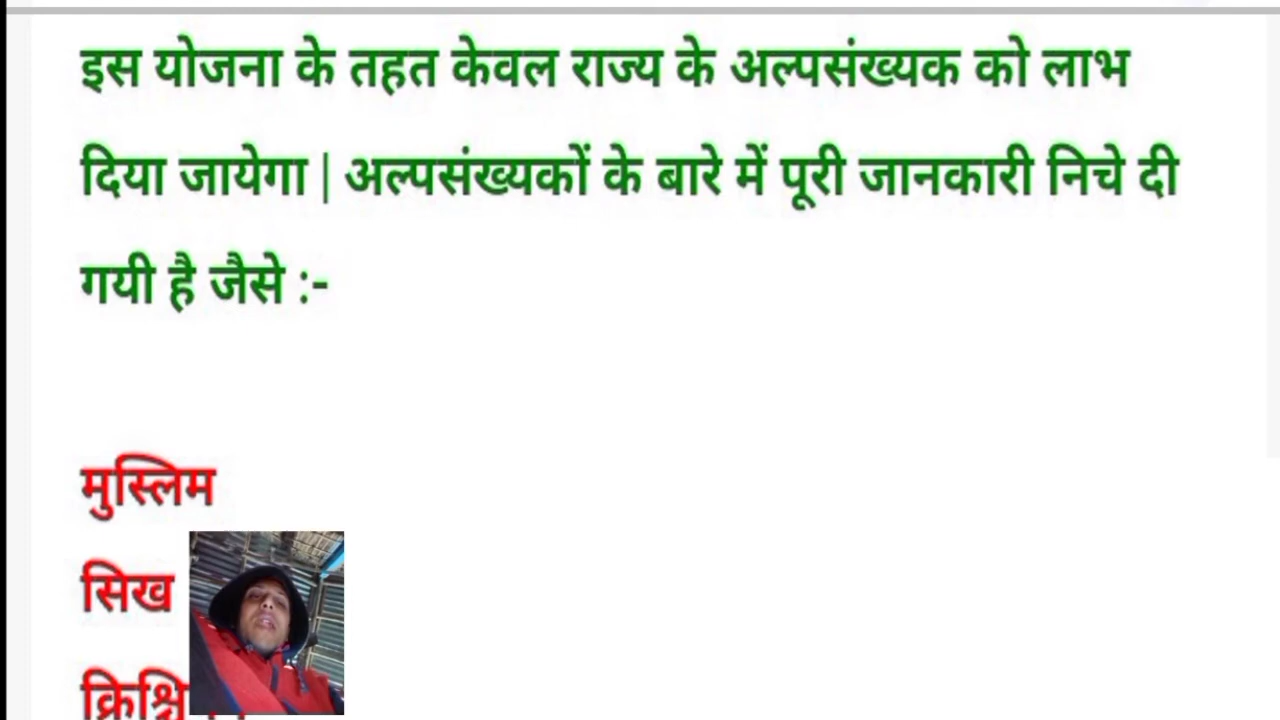 इस योजना के तहत केवल राज्य के अल्पसंख्यक को लाभ
दिया जायेगा | अल्पसंख्यकों के बारे में पूरी जानकारी निचे दी
गयी है जैसे :-
मुस्लिम
सिख